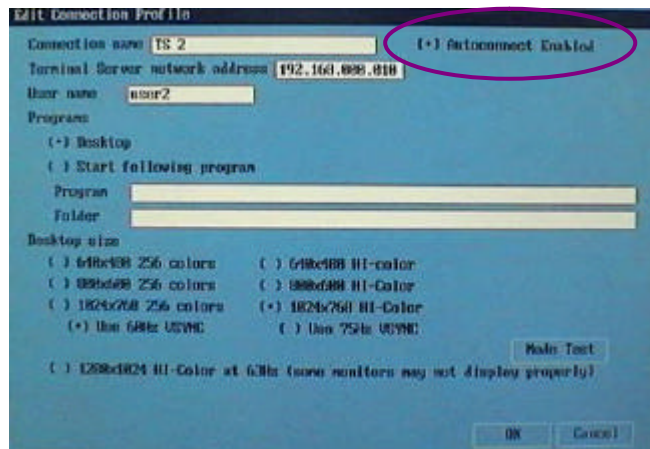 Edit Connection Profile
Connection name TS 2 (•) Autoconnect Enabled
Terminal Server network address 192.168.000.010
User name user2
Programs
(•) Desktop
( ) Start following program
Program
Folder
Desktop size
( ) 640x480 256 colors ( ) 640x480 HI-color
( ) 800x600 256 colors ( ) 800x600 HI-Color
( ) 1024x768 256 colors (•) 1024x768 HI-Color
(•) Use 60Hz VSYNC ( ) Use 75Hz VSYNC
Mode Test
( ) 1280x1024 HI-Color at 63Hz (some monitors may not display properly)
OK Cancel